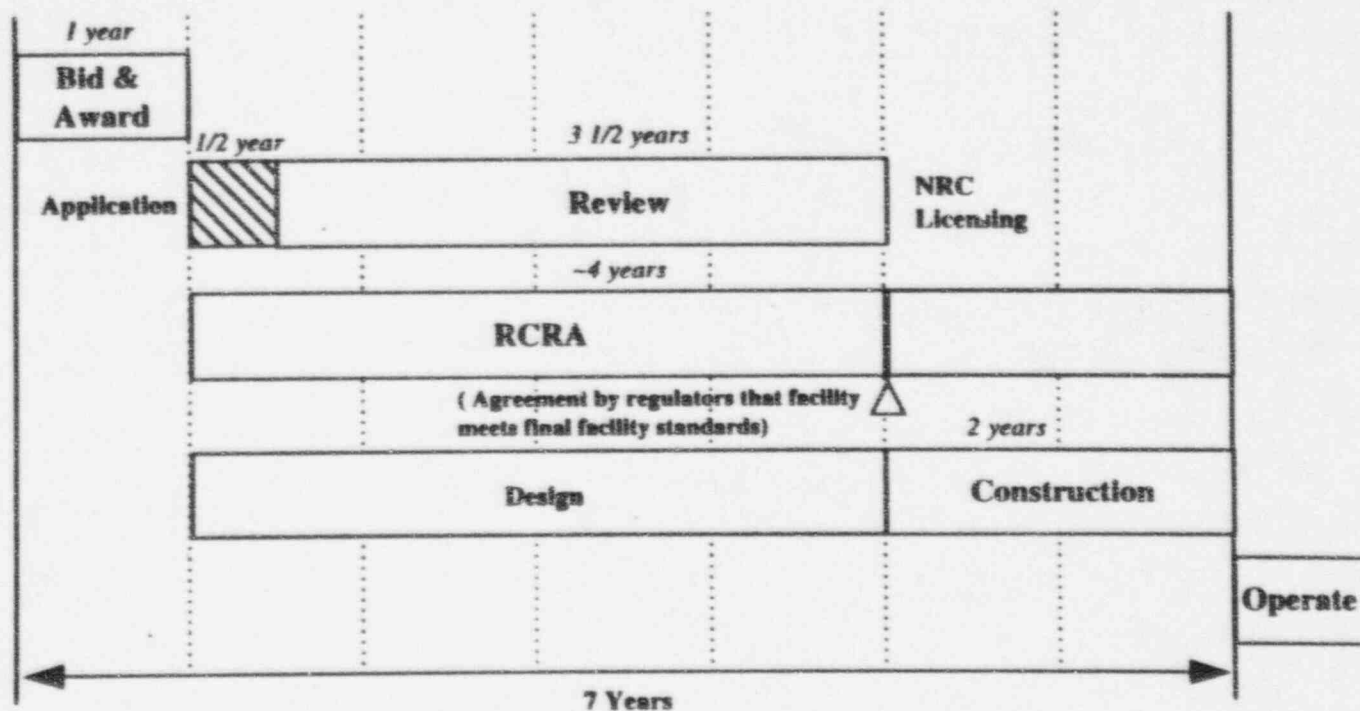 1 year
Bid &
Award
1/2 year
3 1/2 years
Application
Review
NRC
Licensing
~4 years
RCRA
( Agreement by regulators that facility
meets final facility standards)
2 years
Design
Construction
Operate
7 Years